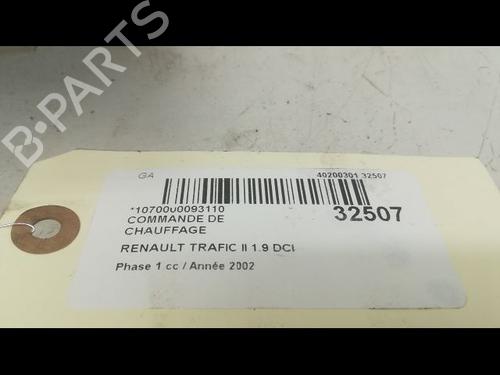 B-PARTS
GA
40200301 32507
*1070000093110
32507
COMMANDE DE
CHAUFFAGE
RENAULT TRAFIC II 1.9 DCI
Phase 1 cc / Année 2002